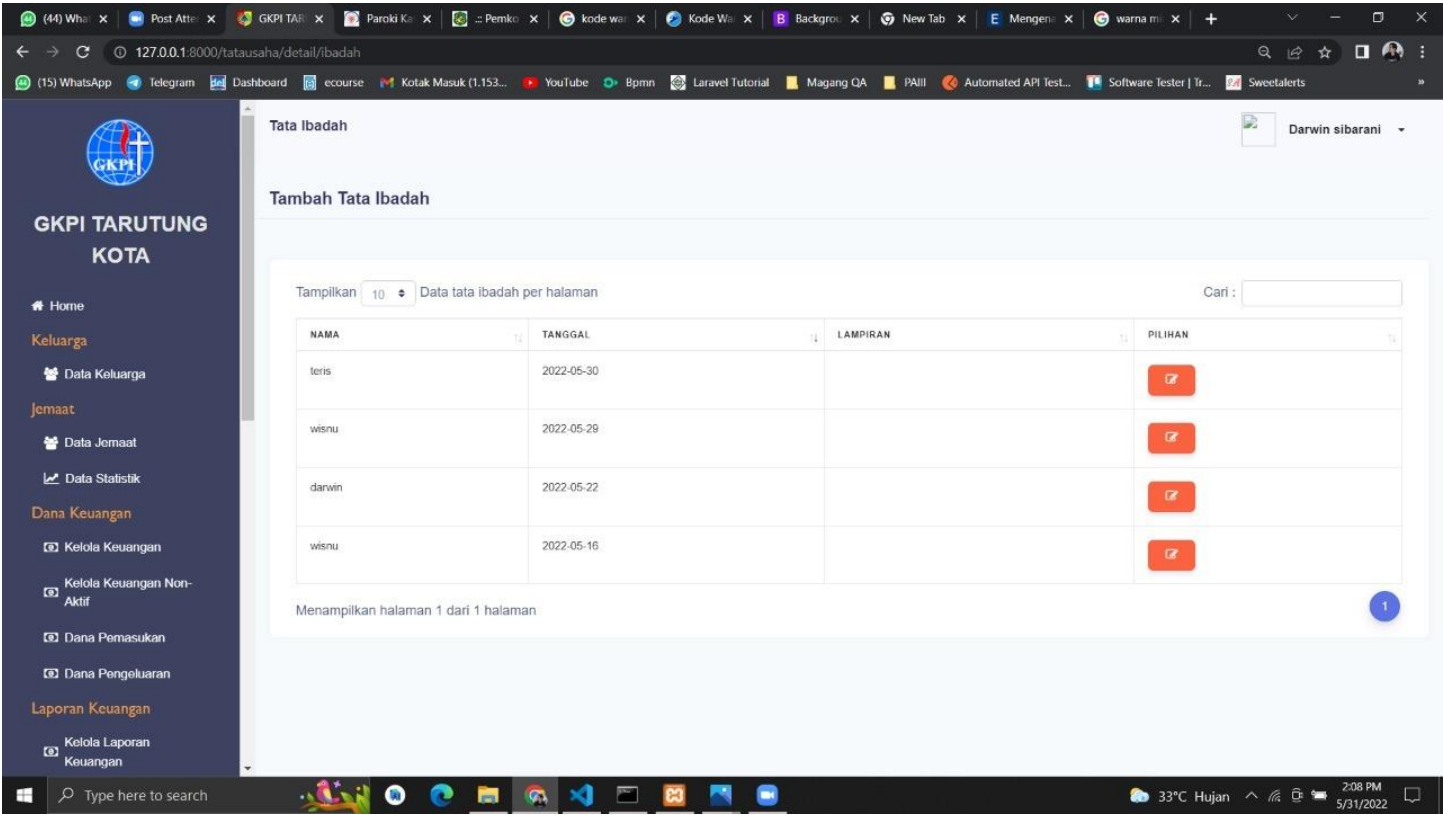 (44) What
Post Atte
GKPI TAR
Paroki Ka
.:: Pemko
kode war
Kode Wa
Backgrou
New Tab
Mengena
warna m
127.0.0.1:8000/tatausaha/detail/ibadah
(15) WhatsApp
Telegram
Dashboard
ecourse
Kotak Masuk (1.153...
YouTube
Bpmn
Laravel Tutorial
Magang QA
PAIII
Automated API Test...
Software Tester | Tr...
Sweetalerts
»
GKPI
GKPI TARUTUNG
KOTA
Home
Keluarga
Data Keluarga
Jemaat
Data Jemaat
Data Statistik
Dana Keuangan
Kelola Keuangan
Kelola Keuangan Non-
Aktif
Dana Pemasukan
Dana Pengeluaran
Laporan Keuangan
Kelola Laporan
Keuangan
Tata Ibadah
Darwin sibarani
Tambah Tata Ibadah
Tampilkan 10 Data tata ibadah per halaman
Cari :
NAMA TANGGAL LAMPIRAN PILIHAN
teris 2022-05-30
wisnu 2022-05-29
darwin 2022-05-22
wisnu 2022-05-16
Menampilkan halaman 1 dari 1 halaman
1
Type here to search
33°C Hujan
2:08 PM
5/31/2022